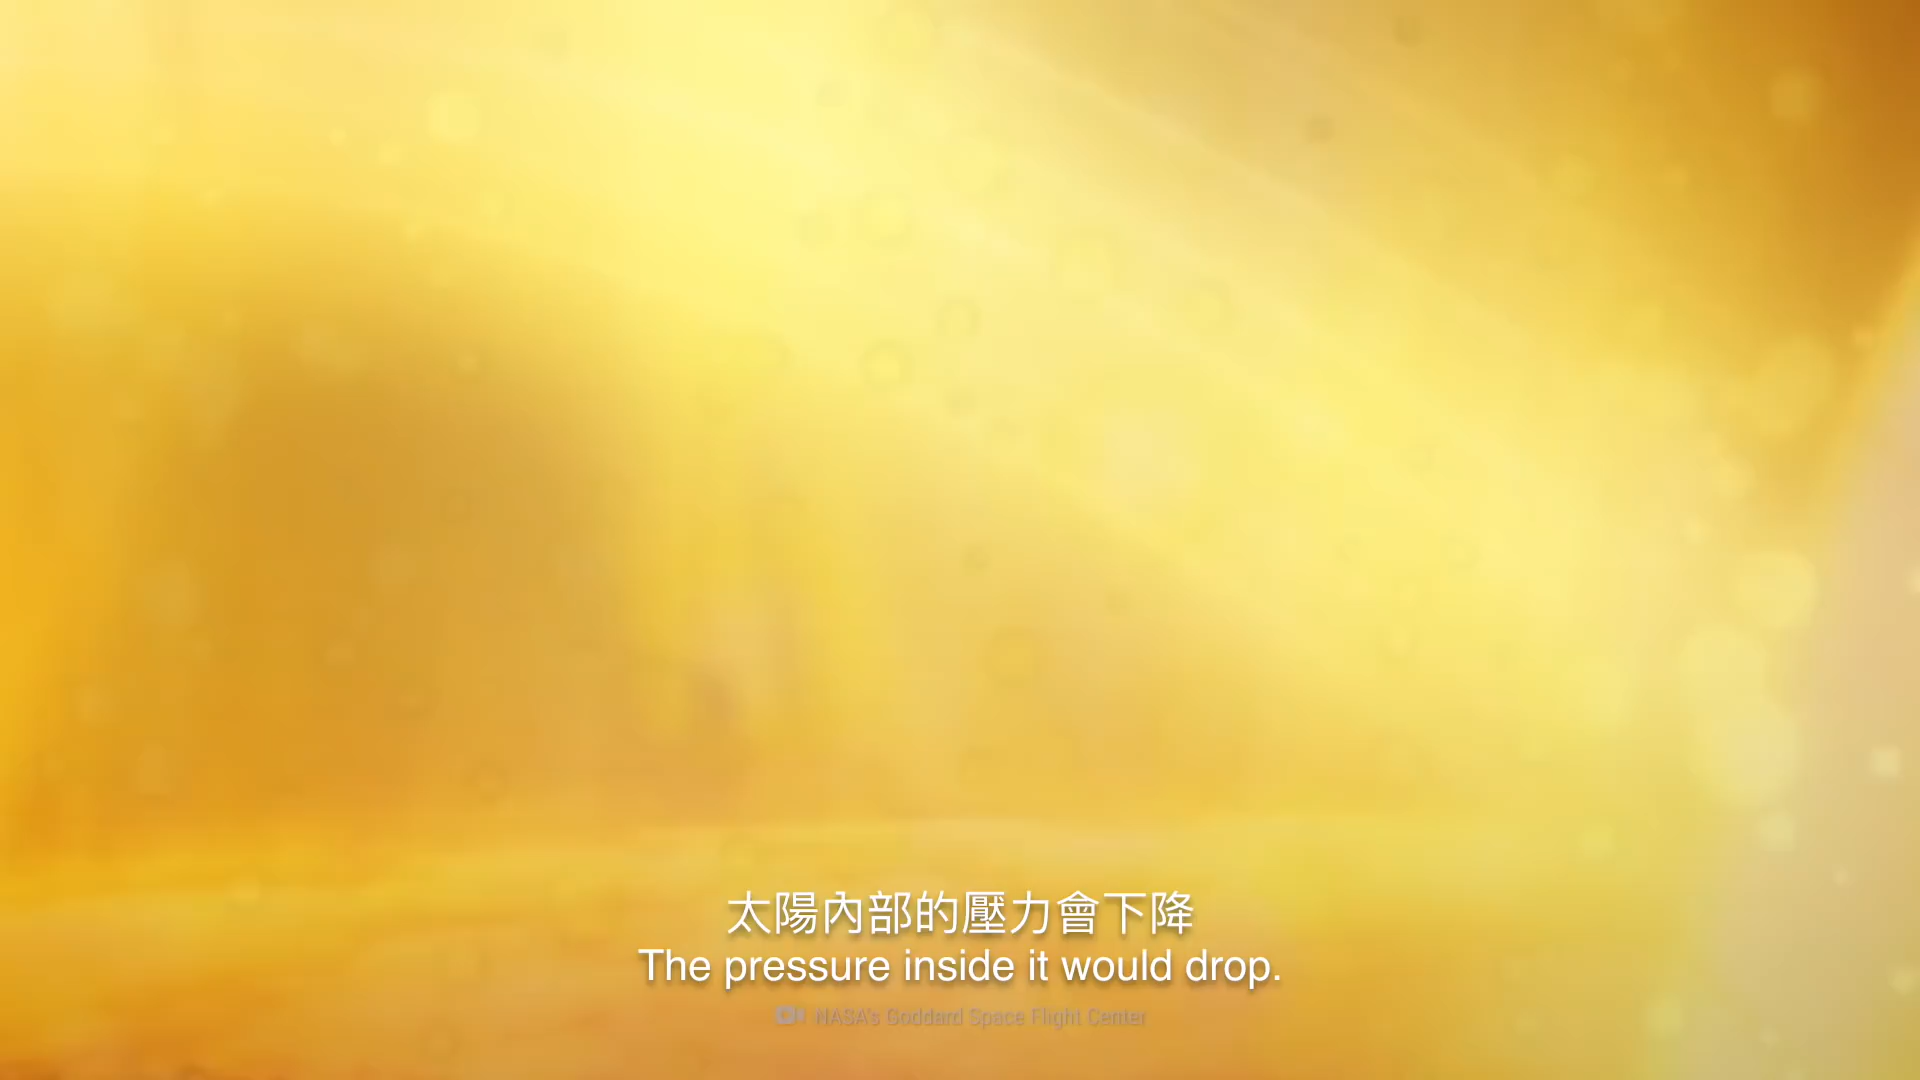 太陽內部的壓力會下降
The pressure inside it would drop.
NASA's Goddard Space Flight Center